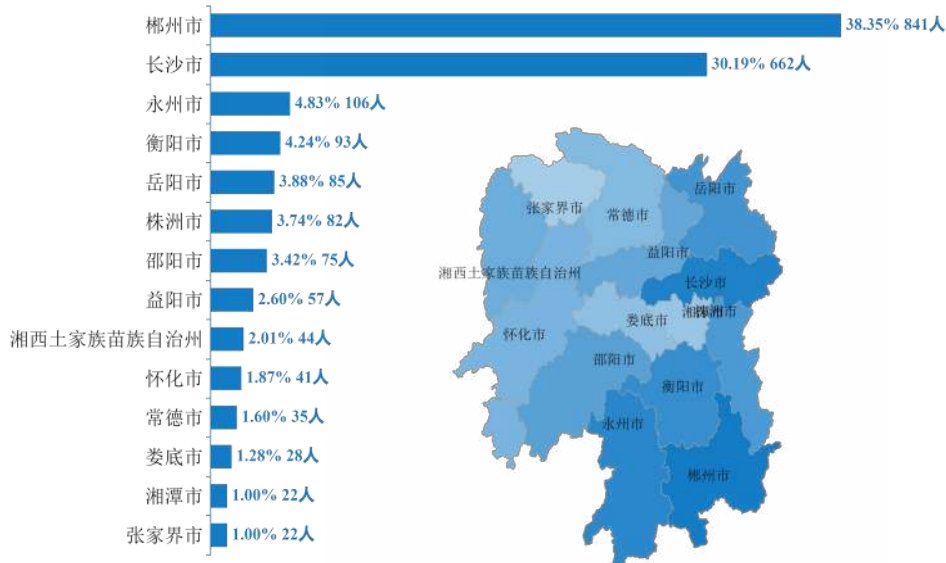 郴州市 38.35% 841人
长沙市 30.19% 662人
永州市 4.83% 106人
衡阳市 4.24% 93人
岳阳市 3.88% 85人
株洲市 3.74% 82人
邵阳市 3.42% 75人
益阳市 2.60% 57人
湘西土家族苗族自治州 2.01% 44人
怀化市 1.87% 41人
常德市 1.60% 35人
娄底市 1.28% 28人
湘潭市 1.00% 22人
张家界市 1.00% 22人
岳阳市
张家界市
常德市
益阳市
湘西土家族苗族自治州
长沙市
娄底市
怀化市
邵阳市
衡阳市
永州市
郴州市